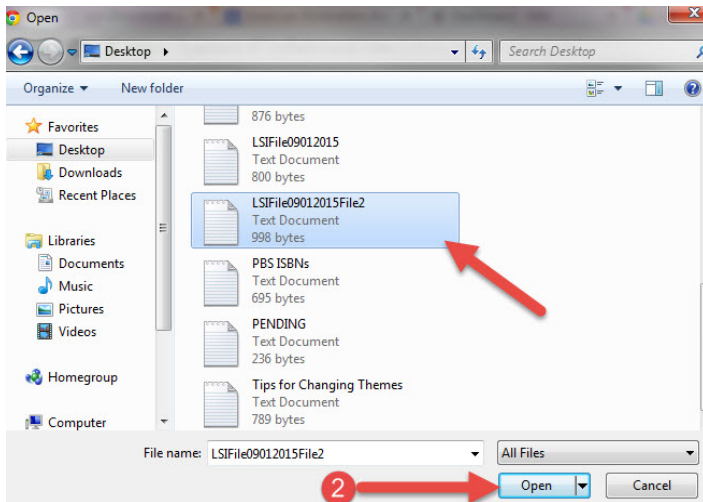 Open
Desktop
Search Desktop
Organize
New folder
Favorites
Desktop
Downloads
Recent Places
Libraries
Documents
Music
Pictures
Videos
Homegroup
Computer
876 bytes
LSIFile09012015
Text Document
800 bytes
LSIFile09012015File2
Text Document
998 bytes
PBS ISBNs
Text Document
695 bytes
PENDING
Text Document
236 bytes
Tips for Changing Themes
Text Document
789 bytes
File name: LSIFile09012015File2
All Files
2
Open
Cancel